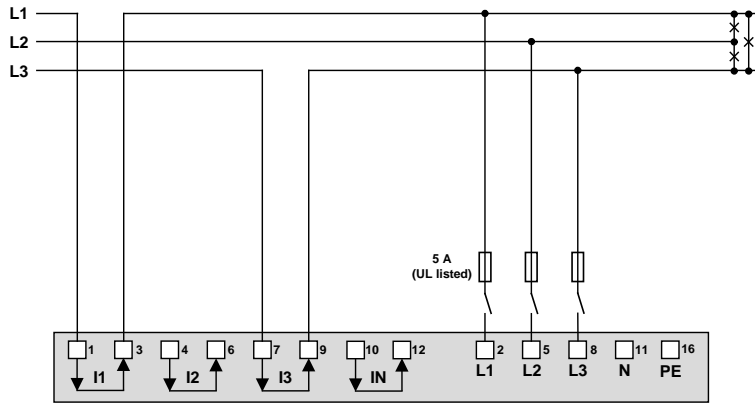 L1
L2
L3
5 A
(UL listed)
1 3 4 6 7 9 10 12 2 5 8 11 16
I1 I2 I3 IN L1 L2 L3 N PE